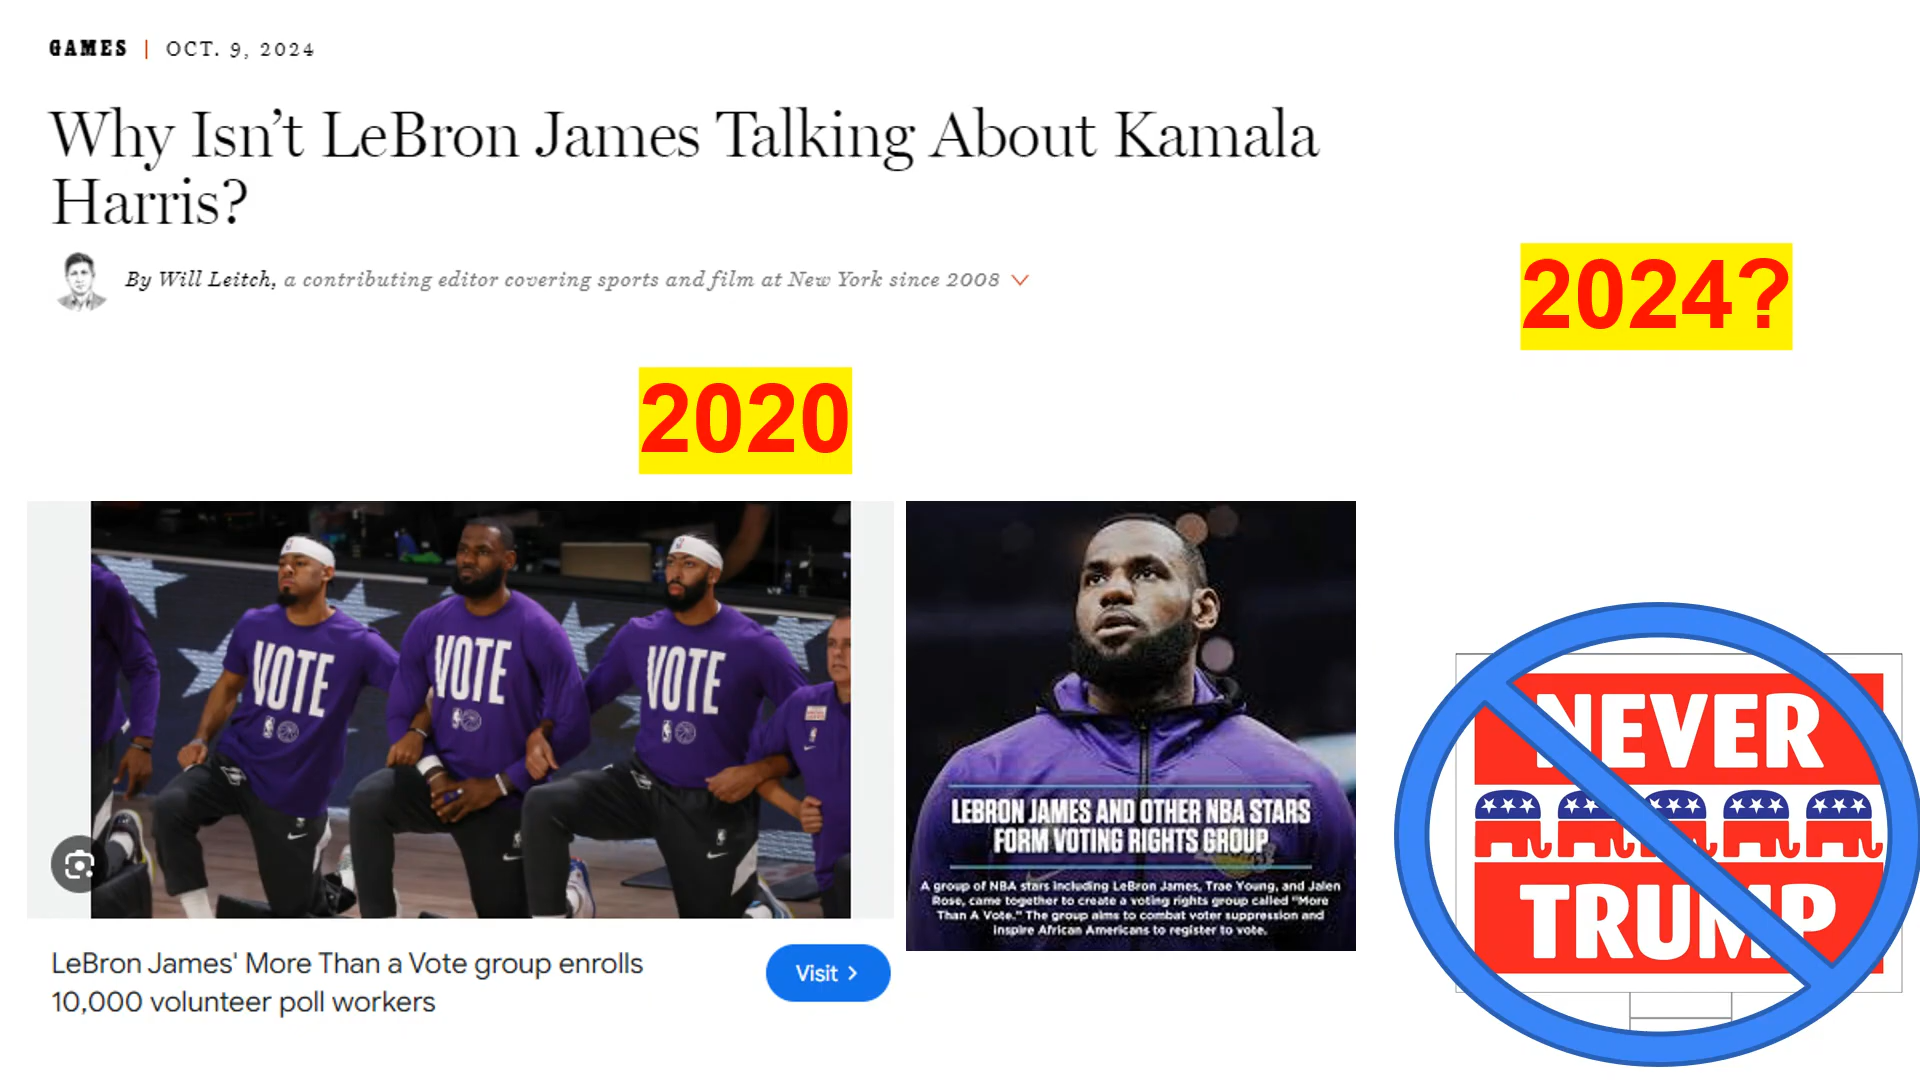 GAMES | OCT. 9, 2024
Why Isn’t LeBron James Talking About Kamala
Harris?
By Will Leitch, a contributing editor covering sports and film at New York since 2008
2024?
2020
VOTE
VOTE
VOTE
LEBRON JAMES AND OTHER NBA STARS
FORM VOTING RIGHTS GROUP
A group of NBA stars including LeBron James, Trae Young, and Jalen
Rose, came together to create a voting rights group called "More
Than A Vote." The group aims to combat voter suppression and
inspire African Americans to register to vote.
LeBron James' More Than a Vote group enrolls
10,000 volunteer poll workers
Visit
NEVER
TRUMP